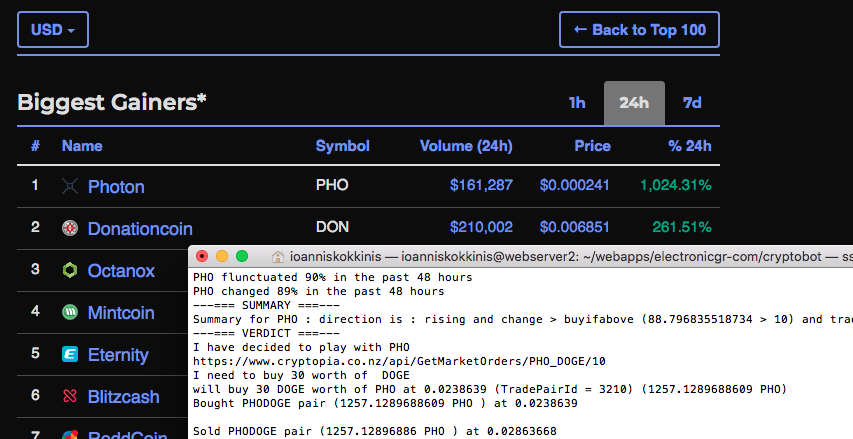 USD
← Back to Top 100
Biggest Gainers*
1h 24h 7d
# Name Symbol Volume (24h) Price % 24h
1 Photon PHO $161,287 $0.000241 1,024.31%
2 Donationcoin DON $210,002 $0.006851 261.51%
3 Octanox
4 Mintcoin
5 Eternity
6 Blitzcash
7 ReddCoin
ioanniskokkinis — ioanniskokkinis@webserver2: ~/webapps/electronicgr-com/cryptobot — ss
PHO flunctuated 90% in the past 48 hours
PHO changed 89% in the past 48 hours
---=== SUMMARY ===---
Summary for PHO : direction is : rising and change > buyifabove (88.796835518734 > 10) and trad
---=== VERDICT ===---
I have decided to play with PHO
https://www.cryptopia.co.nz/api/GetMarketOrders/PHO_DOGE/10
I need to buy 30 worth of  DOGE
will buy 30 DOGE worth of PHO at 0.0238639 (TradePairId = 3210) (1257.1289688609 PHO)
Bought PHODOGE pair (1257.1289688609 PHO ) at 0.0238639
Sold PHODOGE pair (1257.12896886 PHO ) at 0.02863668